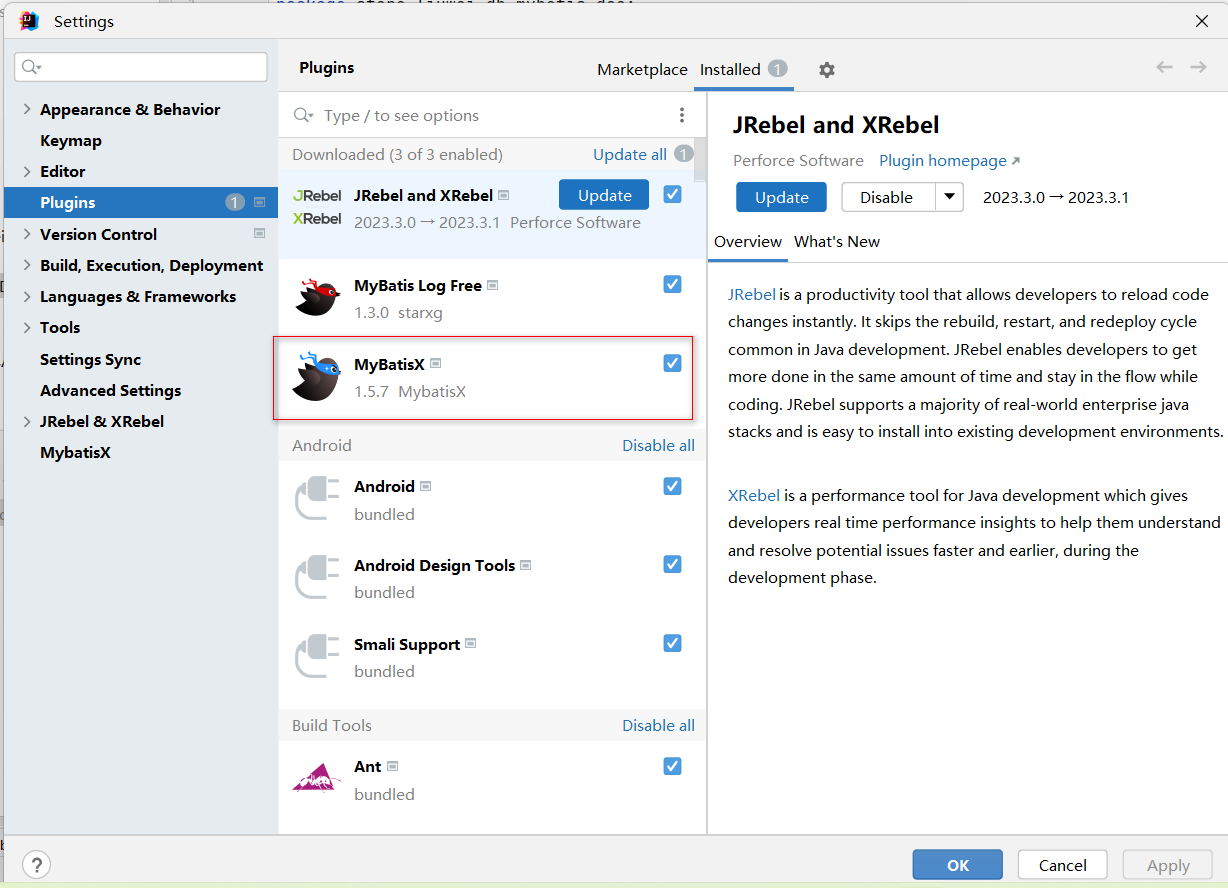 Settings
Plugins
Marketplace
Installed 1
Appearance & Behavior
Keymap
Editor
Plugins 1
Version Control
Build, Execution, Deployment
Languages & Frameworks
Tools
Settings Sync
Advanced Settings
JRebel & XRebel
MybatisX
Type / to see options
Downloaded (3 of 3 enabled) Update all 1
JRebel
XRebel
JRebel and XRebel Update
2023.3.0 → 2023.3.1 Perforce Software
MyBatis Log Free
1.3.0 starxg
MyBatisX
1.5.7 MybatisX
Android Disable all
Android
bundled
Android Design Tools
bundled
Smali Support
bundled
Build Tools Disable all
Ant
bundled
JRebel and XRebel
Perforce Software Plugin homepage ↗
Update Disable 2023.3.0 → 2023.3.1
Overview What's New
JRebel is a productivity tool that allows developers to reload code
changes instantly. It skips the rebuild, restart, and redeploy cycle
common in Java development. JRebel enables developers to get
more done in the same amount of time and stay in the flow while
coding. JRebel supports a majority of real-world enterprise java
stacks and is easy to install into existing development environments.
XRebel is a performance tool for Java development which gives
developers real time performance insights to help them understand
and resolve potential issues faster and earlier, during the
development phase.
?
OK
Cancel
Apply